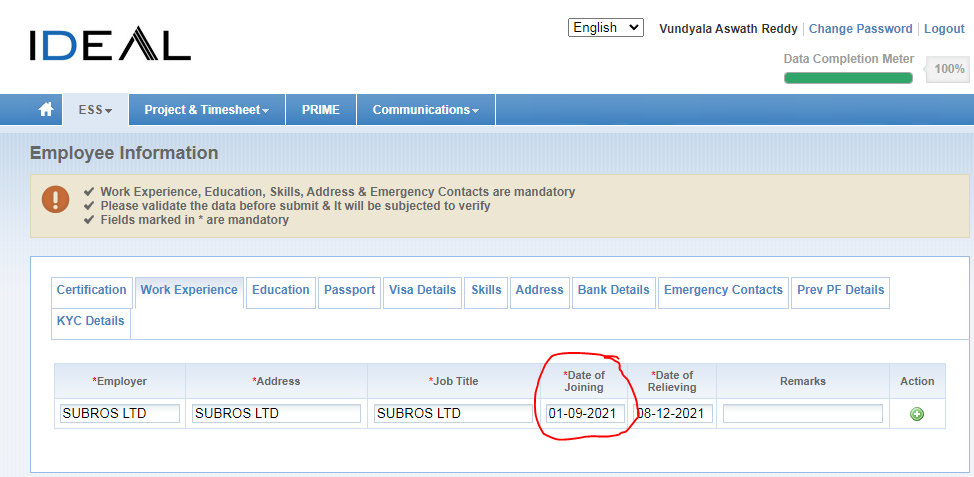 IDEAL
English
Vundyala Aswath Reddy | Change Password | Logout
Data Completion Meter
100%
ESS
Project & Timesheet
PRIME
Communications
Employee Information
Work Experience, Education, Skills, Address & Emergency Contacts are mandatory
Please validate the data before submit & It will be subjected to verify
Fields marked in * are mandatory
Certification
Work Experience
Education
Passport
Visa Details
Skills
Address
Bank Details
Emergency Contacts
Prev PF Details
KYC Details
*Employer
*Address
*Job Title
*Date of
Joining
*Date of
Relieving
Remarks
Action
SUBROS LTD
SUBROS LTD
SUBROS LTD
01-09-2021
08-12-2021